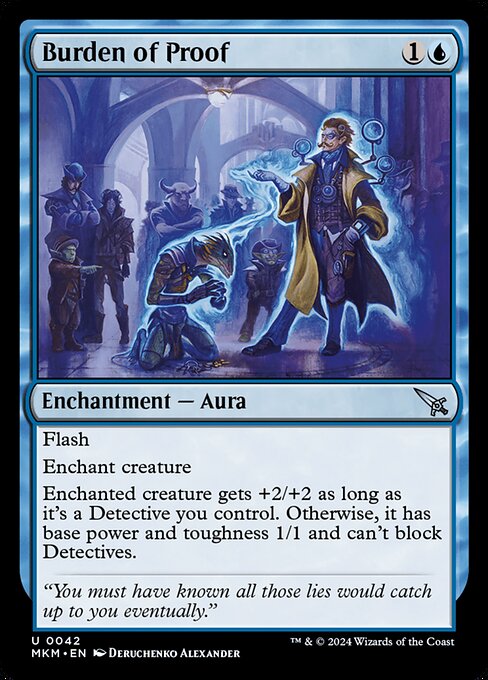 Burden of Proof 1
Enchantment — Aura
Flash
Enchant creature
Enchanted creature gets +2/+2 as long as
it's a Detective you control. Otherwise, it has
base power and toughness 1/1 and can't block
Detectives.
“You must have known all those lies would catch
up to you eventually.”
U 0042
MKM • EN Deruchenko Alexander
™ & © 2024 Wizards of the Coast